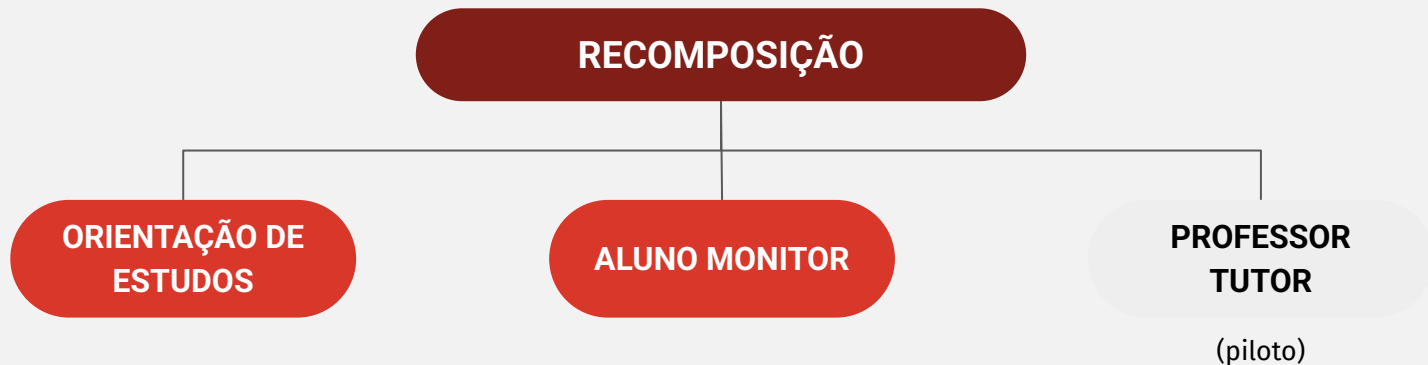 RECOMPOSIÇÃO
ORIENTAÇÃO DE
ESTUDOS
ALUNO MONITOR
PROFESSOR
TUTOR
(piloto)